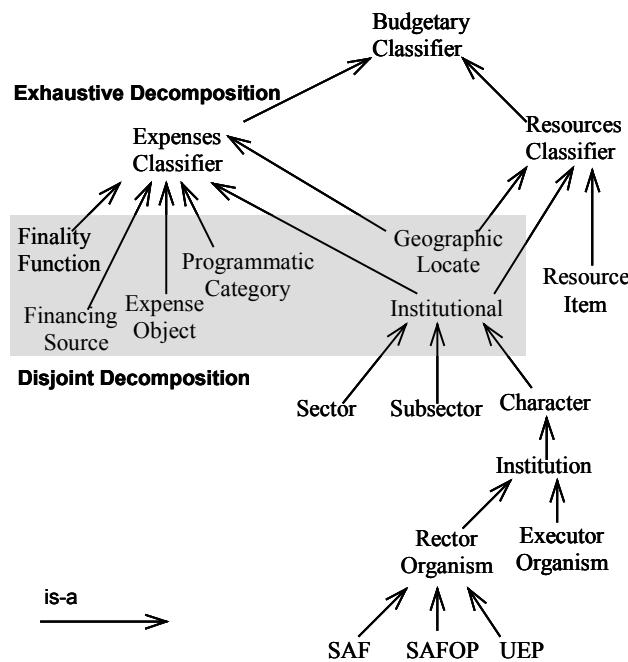 Budgetary
Classifier
Exhaustive Decomposition
Expenses
Classifier
Resources
Classifier
Finality
Function
Programmatic
Category
Geographic
Locate
Resource
Item
Financing
Source
Expense
Object
Institutional
Disjoint Decomposition
Sector
Subsector
Character
Institution
Rector
Organism
Executor
Organism
is-a
SAF
SAFOP
UEP